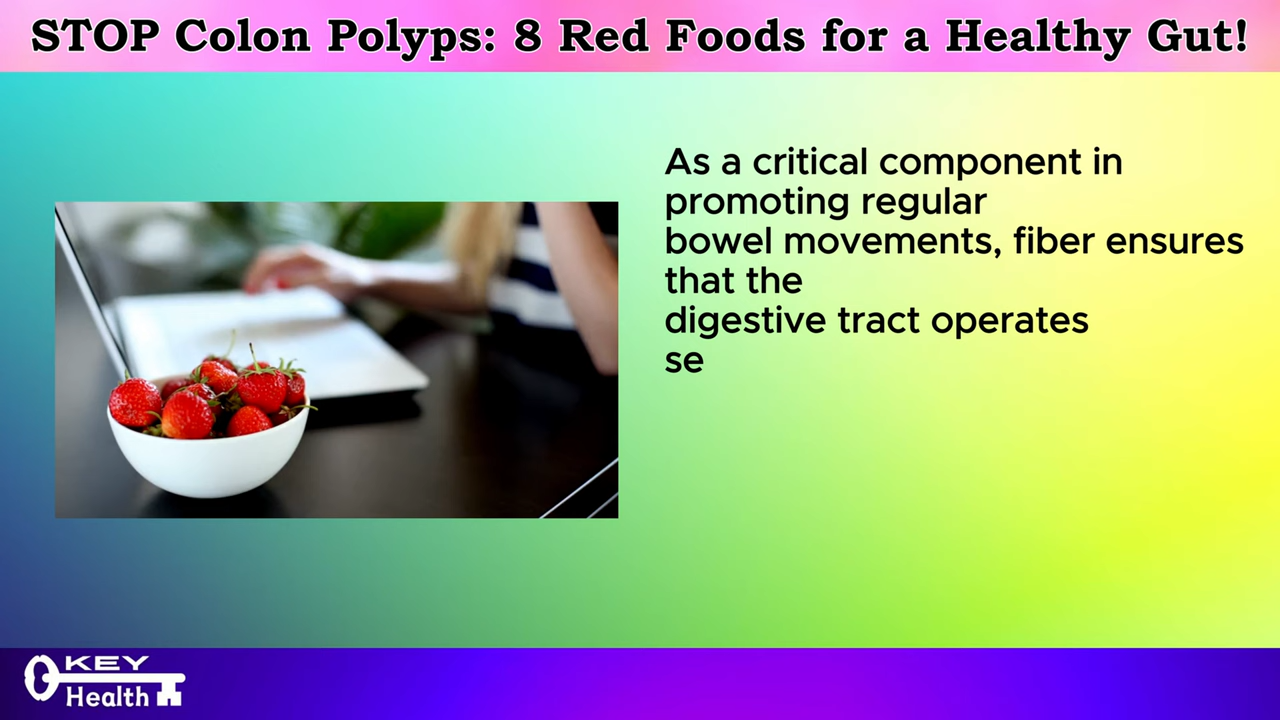 STOP Colon Polyps: 8 Red Foods for a Healthy Gut!
As a critical component in
promoting regular
bowel movements, fiber ensures
that the
digestive tract operates
se
KEY
Health